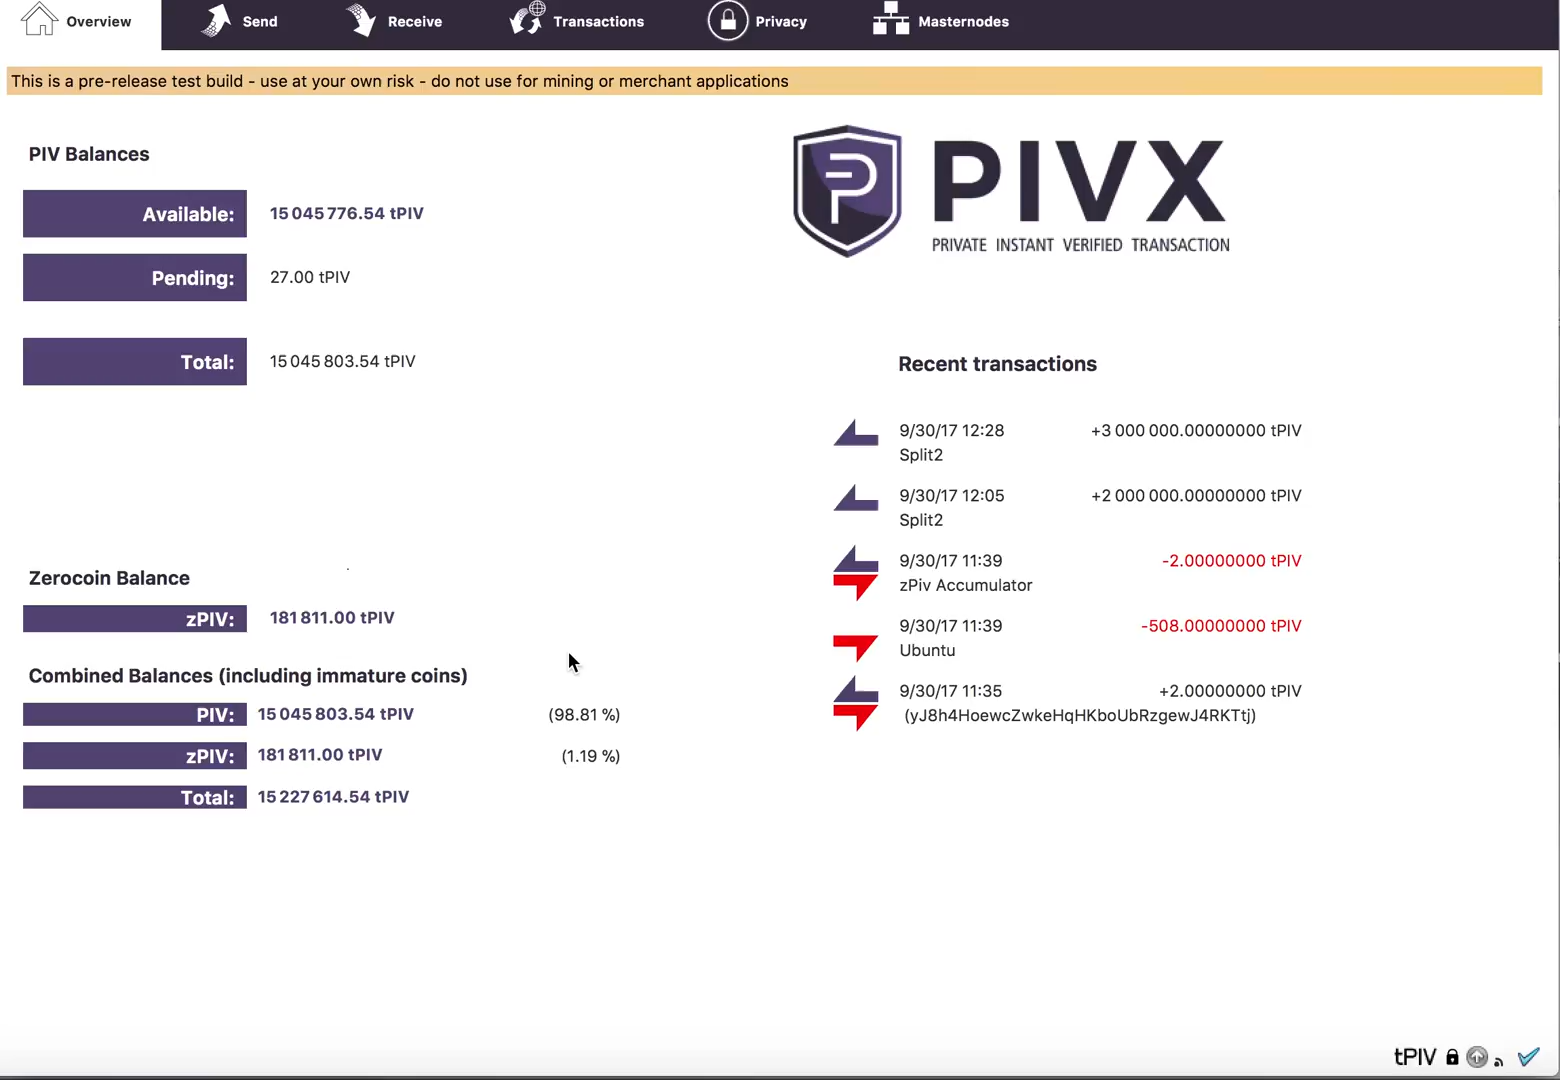 Overview Send Receive Transactions Privacy Masternodes
This is a pre-release test build - use at your own risk - do not use for mining or merchant applications
PIV Balances
Available: 15 045 776.54 tPIV
Pending: 27.00 tPIV
Total: 15 045 803.54 tPIV
Zerocoin Balance
zPIV: 181 811.00 tPIV
Combined Balances (including immature coins)
PIV: 15 045 803.54 tPIV (98.81 %)
zPIV: 181 811.00 tPIV (1.19 %)
Total: 15 227 614.54 tPIV
PIVX
PRIVATE INSTANT VERIFIED TRANSACTION
Recent transactions
9/30/17 12:28 +3 000 000.00000000 tPIV
Split2
9/30/17 12:05 +2 000 000.00000000 tPIV
Split2
9/30/17 11:39 -2.00000000 tPIV
zPiv Accumulator
9/30/17 11:39 -508.00000000 tPIV
Ubuntu
9/30/17 11:35 +2.00000000 tPIV
(yJ8h4HoewcZwkeHqHKboUbRzgewJ4RKTtj)
tPIV